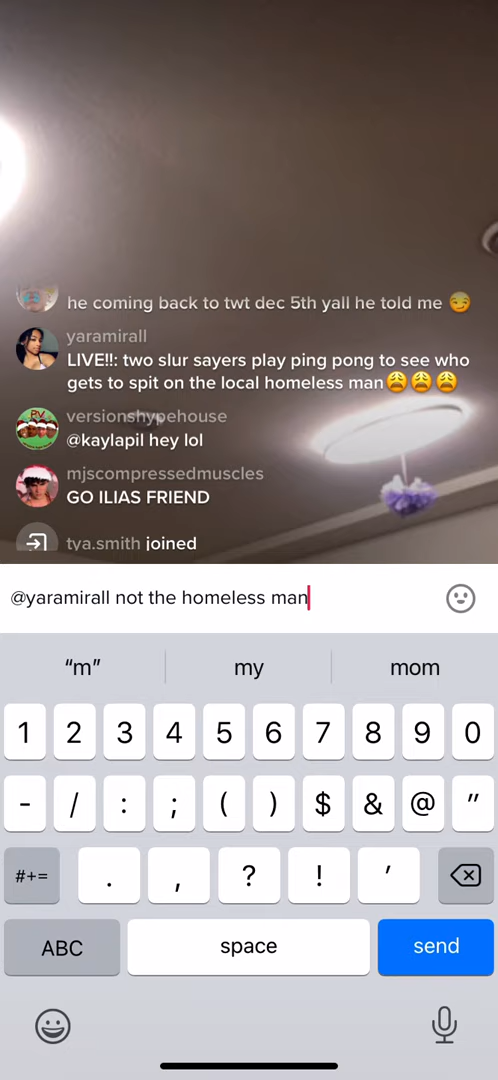 he coming back to twt dec 5th yall he told me 😏
yaramirall
LIVE!!: two slur sayers play ping pong to see who
gets to spit on the local homeless man😩😩😩
versionshypehouse
@kaylapil hey lol
mjscompressedmuscles
GO ILIAS FRIEND
tya.smith joined
@yaramirall not the homeless man
“m” my mom
1 2 3 4 5 6 7 8 9 0
- / : ; ( ) $ & @ "
#+= . , ? ! '
ABC space send